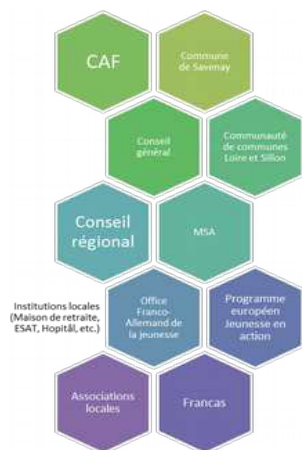 CAF
Commune
de Savenay
Conseil
général
Communauté
de communes
Loire et Sillon
Conseil
régional
MSA
Institutions locales
(Maison de retraite,
ESAT, Hopitâl, etc.)
Office
Franco-
Allemand de
la jeunesse
Programme
européen
Jeunesse en
action
Associations
locales
Francas